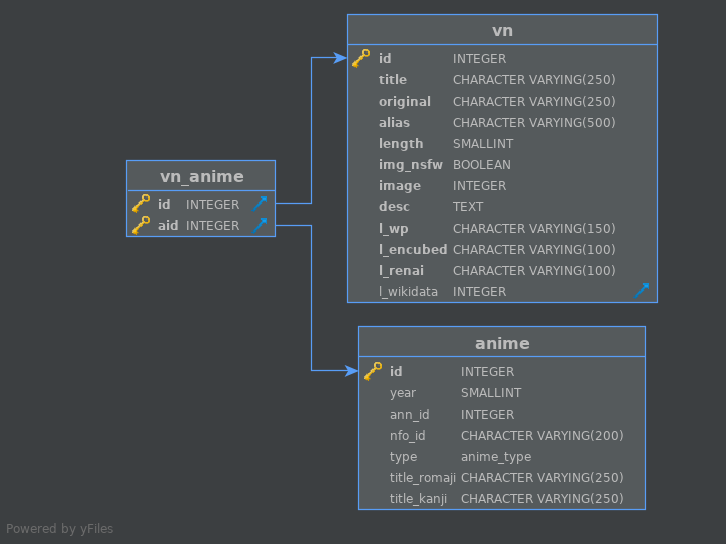 vn
id INTEGER
title CHARACTER VARYING(250)
original CHARACTER VARYING(250)
alias CHARACTER VARYING(500)
length SMALLINT
img_nsfw BOOLEAN
image INTEGER
desc TEXT
l_wp CHARACTER VARYING(150)
l_encubed CHARACTER VARYING(100)
l_renai CHARACTER VARYING(100)
l_wikidata INTEGER
vn_anime
id INTEGER
aid INTEGER
anime
id INTEGER
year SMALLINT
ann_id INTEGER
nfo_id CHARACTER VARYING(200)
type anime_type
title_romaji CHARACTER VARYING(250)
title_kanji CHARACTER VARYING(250)
Powered by yFiles